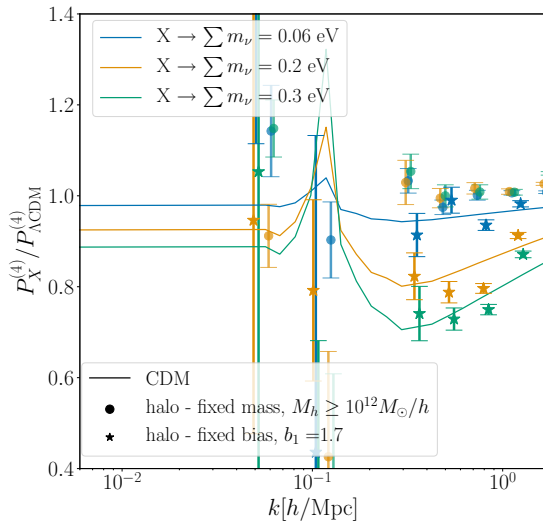 1.4
1.2
1.0
0.8
0.6
0.4
P_X^{(4)}/P_{ΛCDM}^{(4)}
X → ∑ m_ν = 0.06 eV
X → ∑ m_ν = 0.2 eV
X → ∑ m_ν = 0.3 eV
CDM
halo - fixed mass, M_h ≥ 10^{12} M_⊙/h
halo - fixed bias, b_1 =1.7
10^{−2} 10^{−1} 10^0
k[h/Mpc]